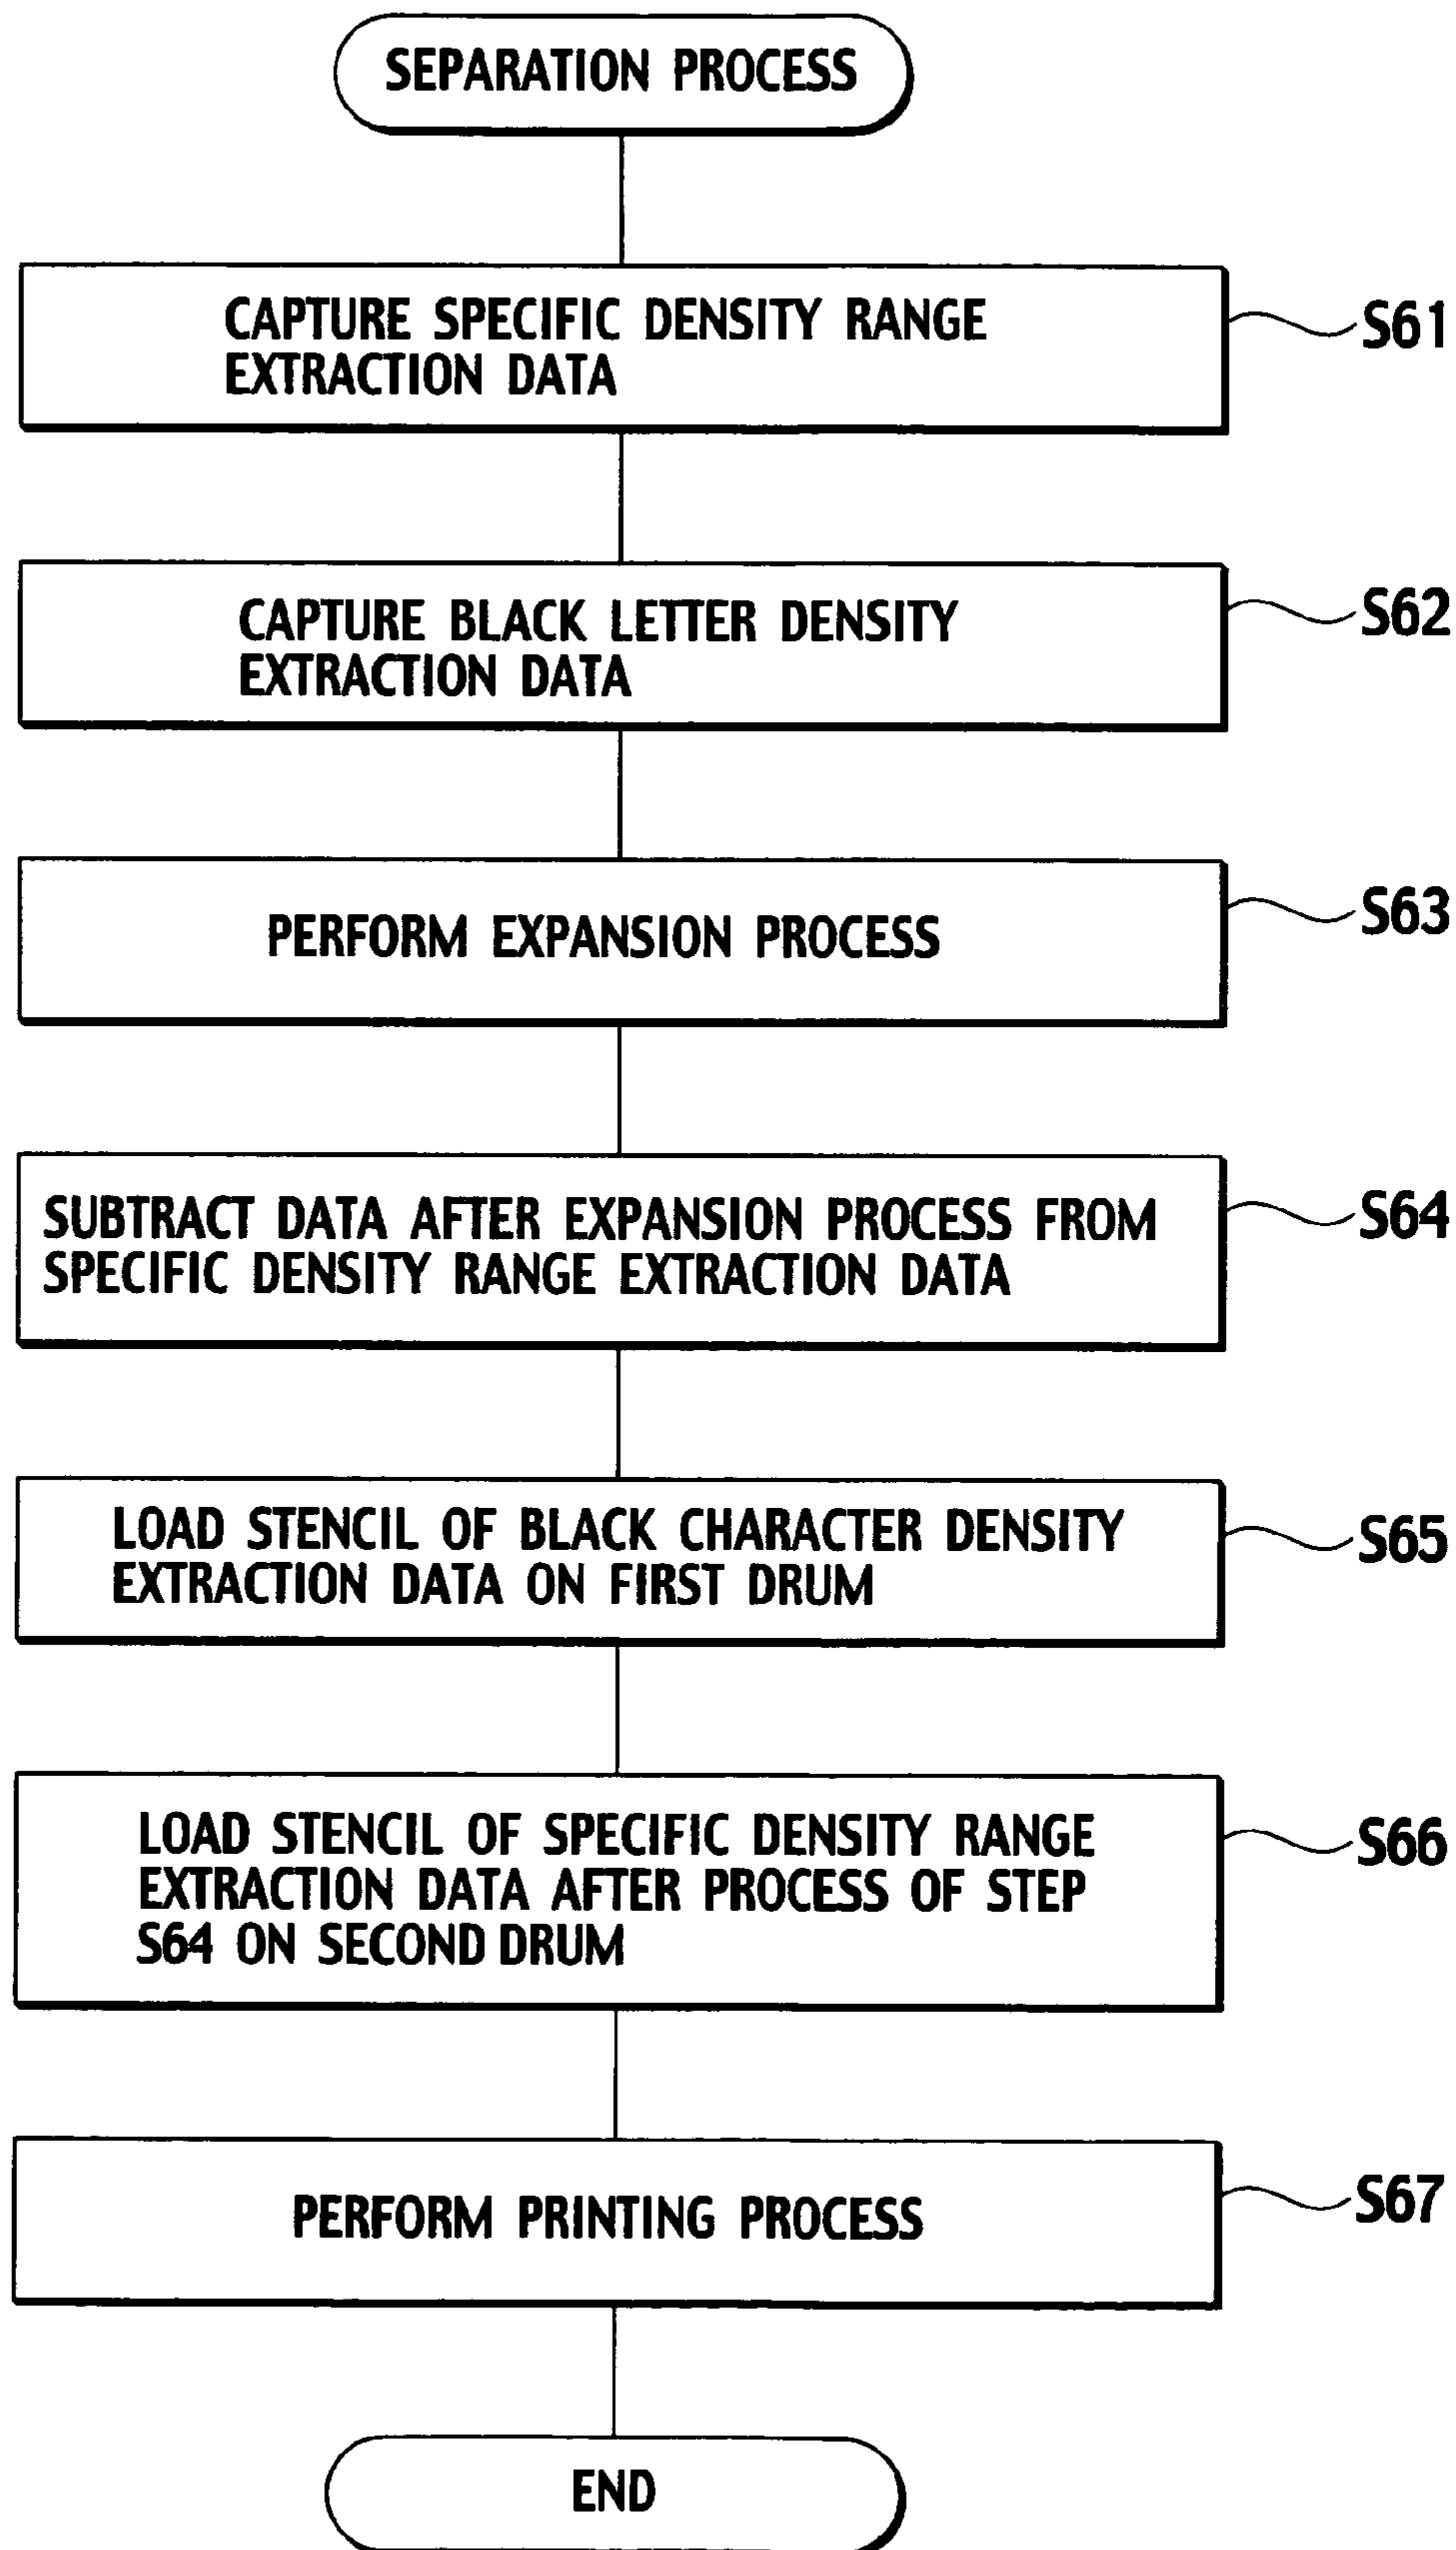 SEPARATION PROCESS
CAPTURE SPECIFIC DENSITY RANGE
EXTRACTION DATA
S61
CAPTURE BLACK LETTER DENSITY
EXTRACTION DATA
S62
PERFORM EXPANSION PROCESS
S63
SUBTRACT DATA AFTER EXPANSION PROCESS FROM
SPECIFIC DENSITY RANGE EXTRACTION DATA
S64
LOAD STENCIL OF BLACK CHARACTER DENSITY
EXTRACTION DATA ON FIRST DRUM
S65
LOAD STENCIL OF SPECIFIC DENSITY RANGE
EXTRACTION DATA AFTER PROCESS OF STEP
S64 ON SECOND DRUM
S66
PERFORM PRINTING PROCESS
S67
END